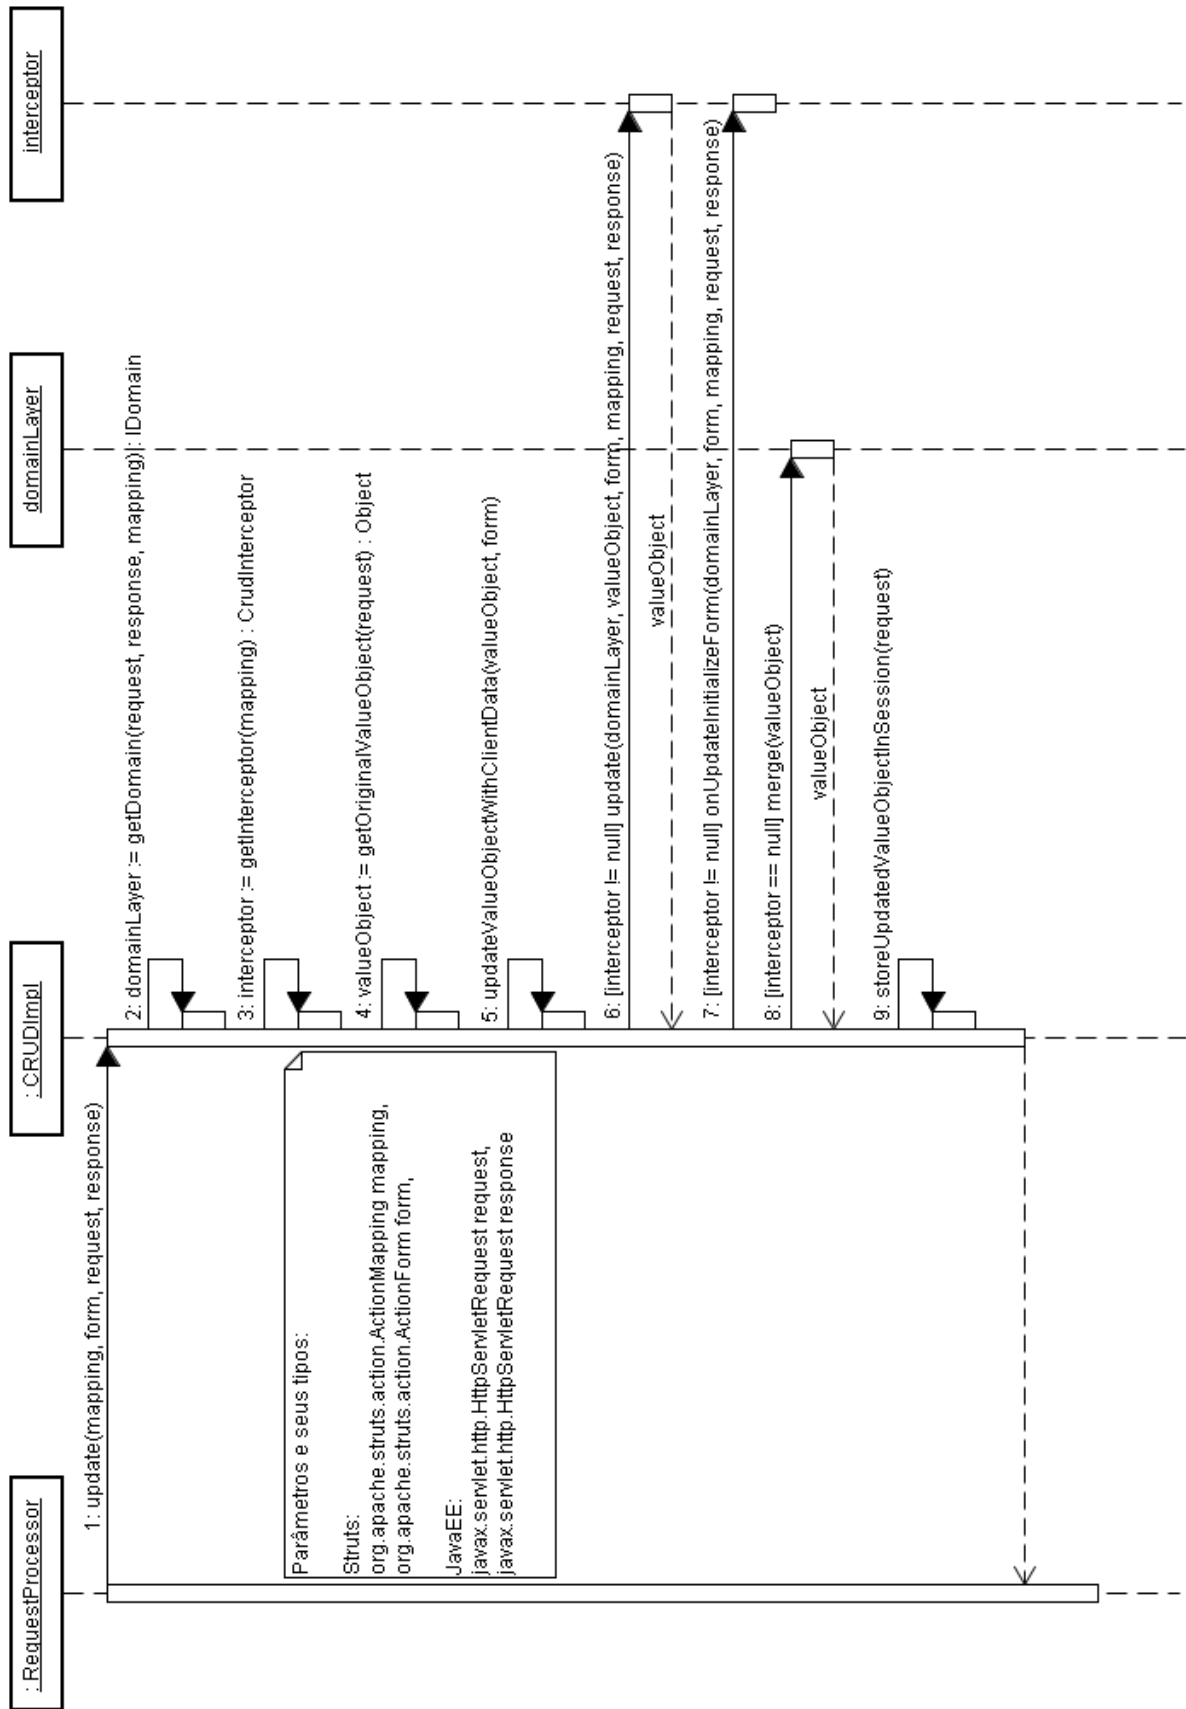 :RequestProcessor
:CRUDImpl
domainLayer
interceptor
1: update(mapping, form, request, response)
2: domainLayer := getDomain(request, response, mapping) : IDomain
3: interceptor := getInterceptor(mapping) : CrudInterceptor
4: valueObject := getOriginalValueObject(request) : Object
5: updateValueObjectWithClientData(valueObject, form)
6: [interceptor != null] update(domainLayer, valueObject, form, mapping, request, response)
valueObject
7: [interceptor != null] onUpdateInitializeForm(domainLayer, form, mapping, request, response)
8: [interceptor == null] merge(valueObject)
valueObject
9: storeUpdatedValueObjectInSession(request)
Parâmetros e seus tipos:
Struts:
org.apache.struts.action.ActionMapping mapping,
org.apache.struts.action.ActionForm form,
JavaEE:
javax.servlet.http.HttpServletRequest request,
javax.servlet.http.HttpServletRequest response